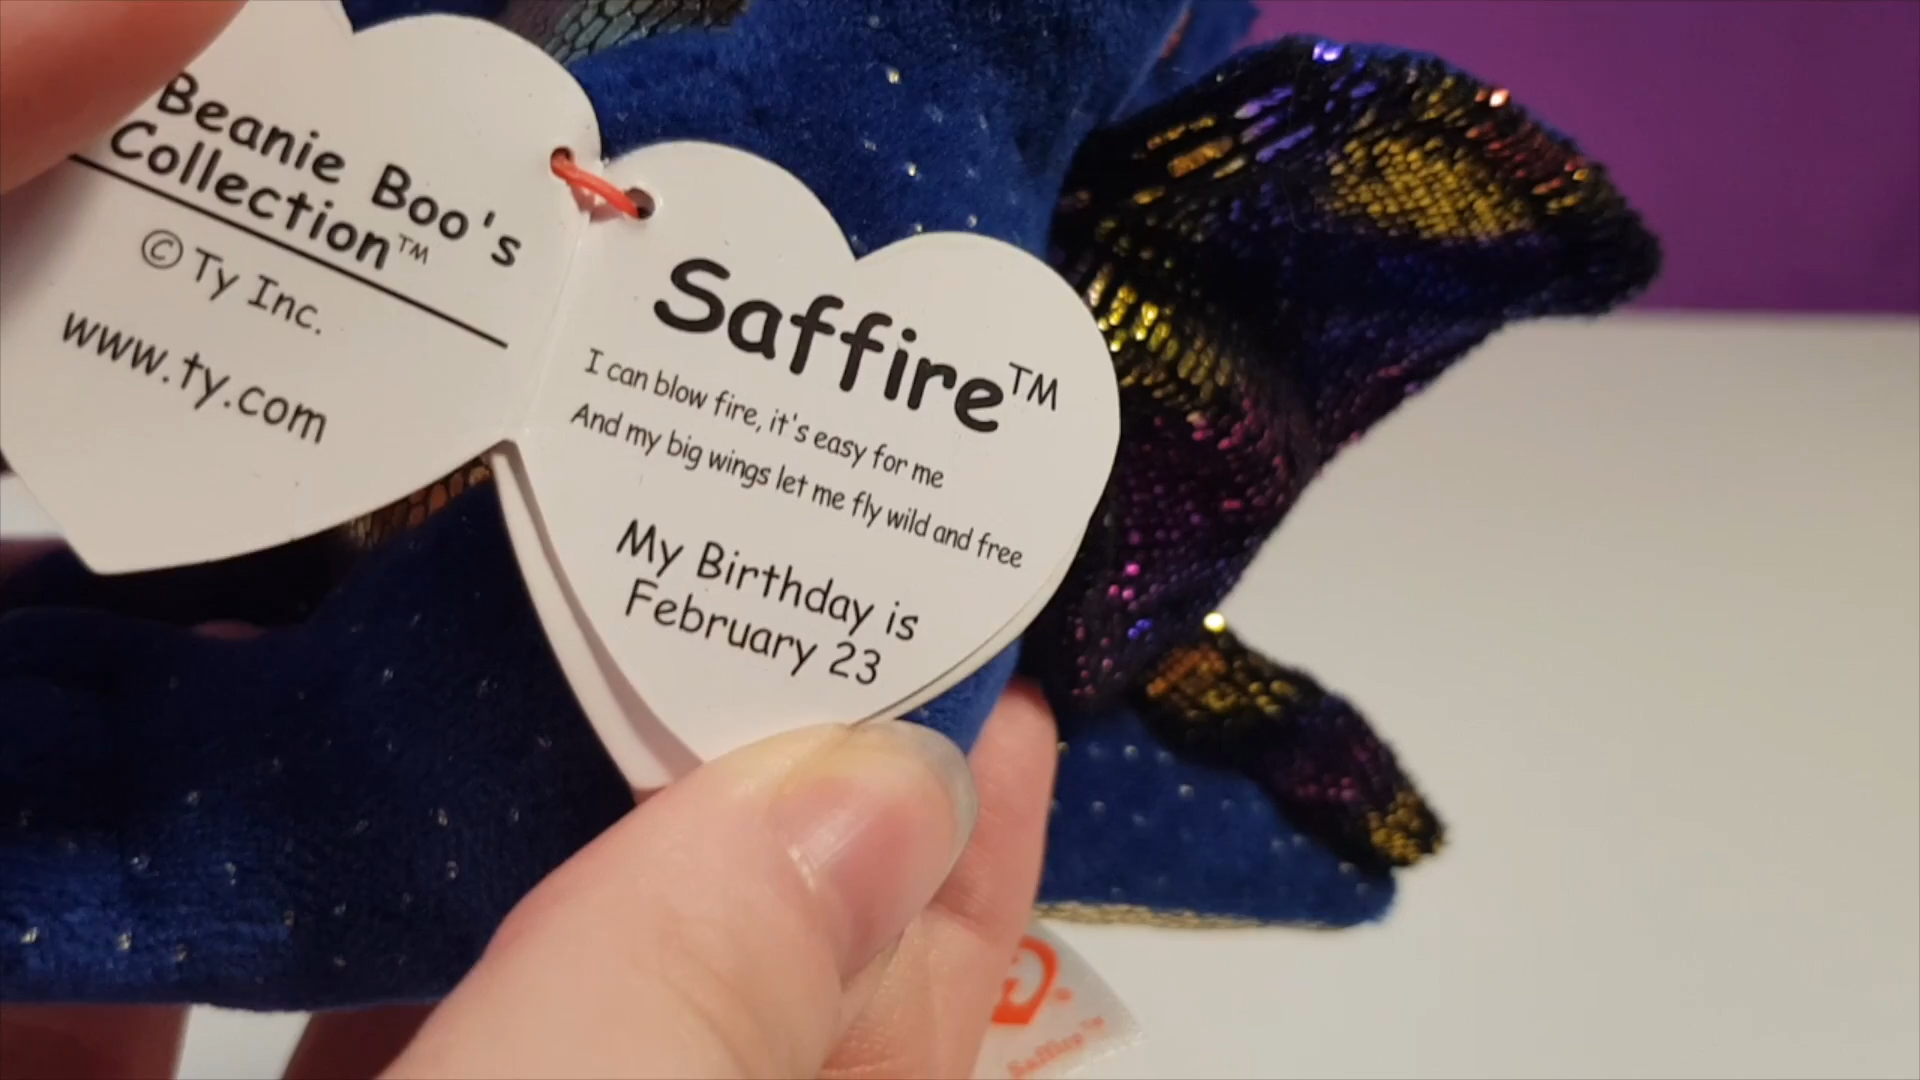 Beanie Boo's
Collection™
© Ty Inc.
www.ty.com
Saffire™
I can blow fire, it's easy for me
And my big wings let me fly wild and free
My Birthday is
February 23
Saffire™